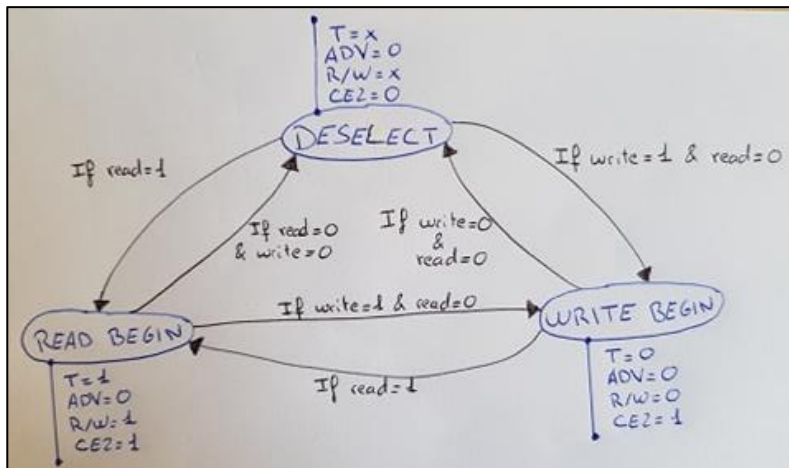 T=x
ADV=0
R/W=x
CE2=0
DESELECT
If read=1
If write=1 & read=0
If read=0
& write=0
If write=0
&
read=0
If write=1 & read=0
READ BEGIN
WRITE BEGIN
If read=1
T=1
ADV=0
R/W=1
CE2=1
T=0
ADV=0
R/W=0
CE2=1